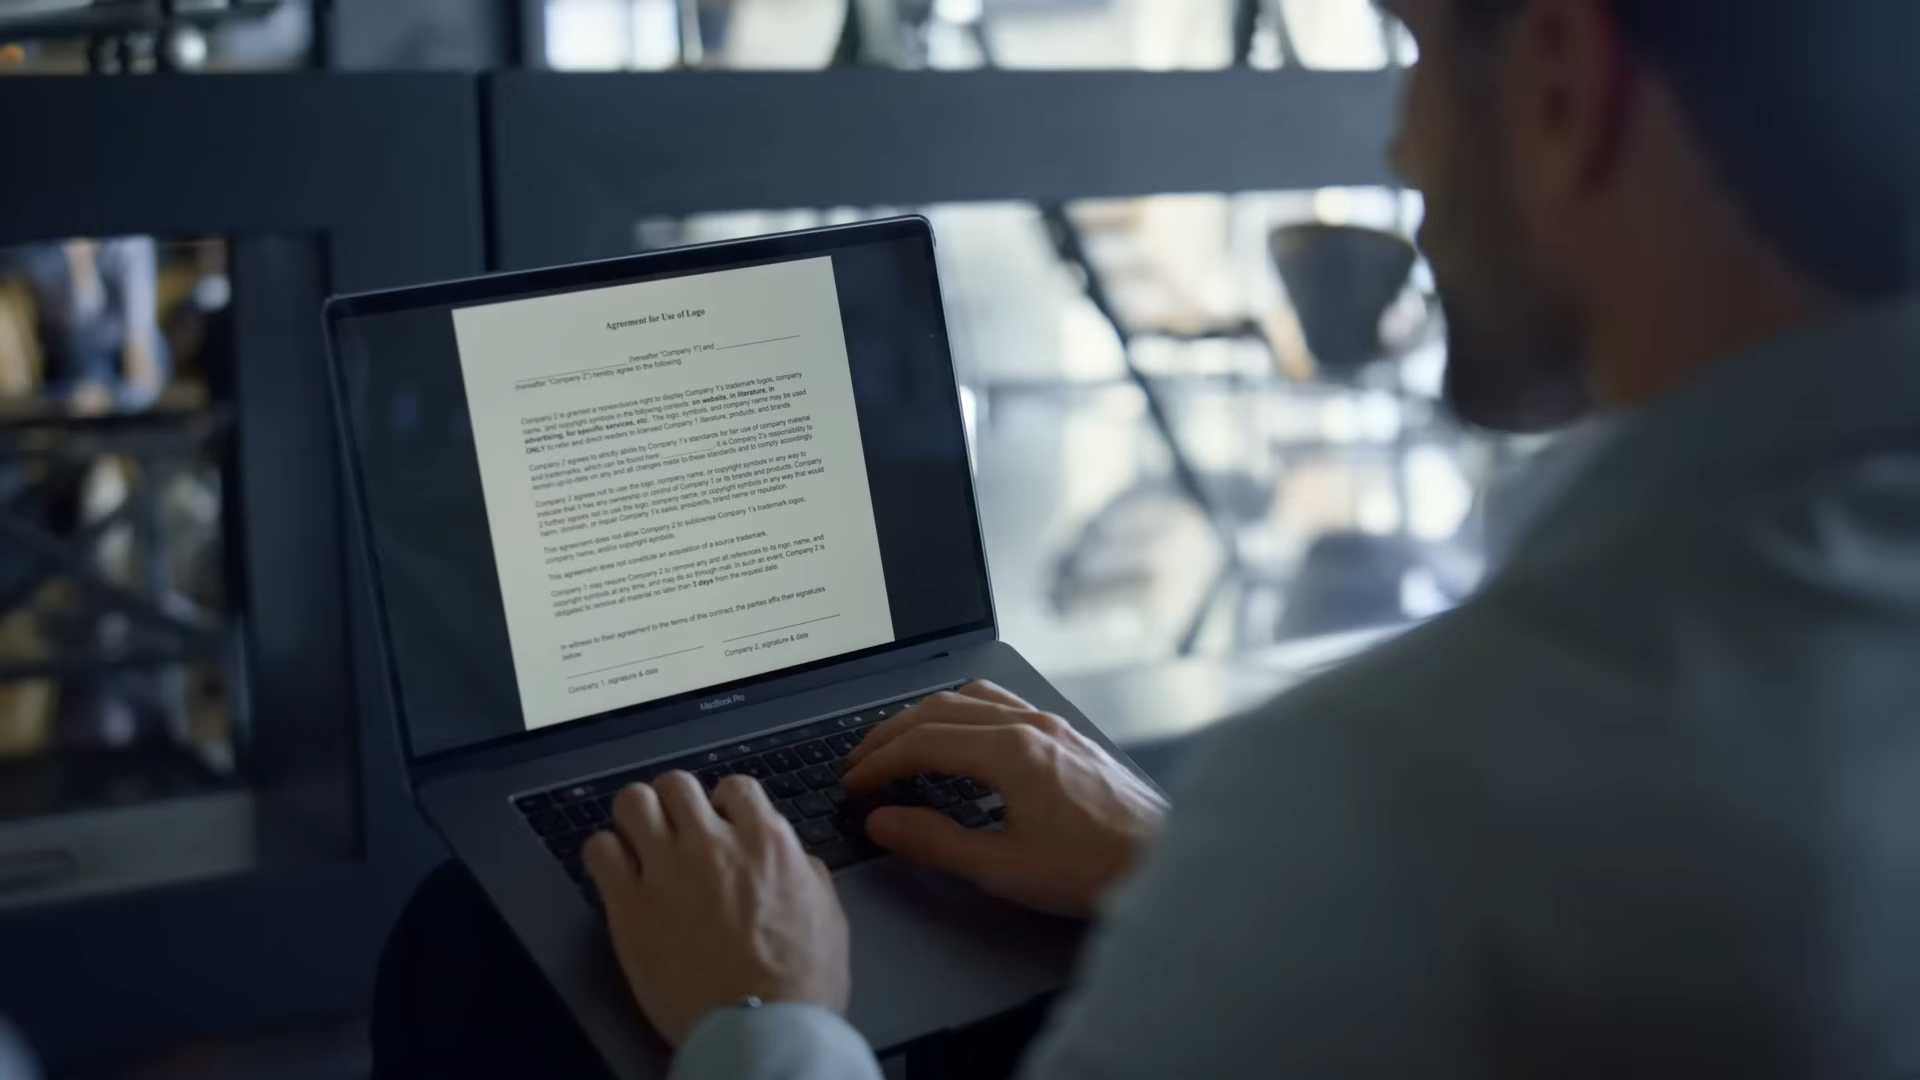 Agreement for Use of Logo
____________________ (hereafter "Company 1") and ____________________
(hereafter "Company 2") hereby agree to the following:
Company 2 is granted a nonexclusive right to display Company 1's trademark logos, company
name, and copyright symbols in the following contexts: on website, in literature, in
advertising, for specific services, etc. The logo, symbols, and company name may be used
ONLY to refer and direct readers to licensed Company 1 literature, products, and brands.
Company 2 agrees to strictly abide by Company 1's standards for fair use of company material
and trademarks, which can be found here: ____________. It is Company 2's responsibility to
remain up-to-date on any and all changes made to these standards and to comply accordingly.
Company 2 agrees not to use the logo, company name, or copyright symbols in any way to
indicate that it has any ownership or control of Company 1 or its brands and products. Company
2 further agrees not to use the logo, company name, or copyright symbols in any way that would
harm, diminish, or impair Company 1's sales, prospects, brand name or reputation.
This agreement does not allow Company 2 to sublicense Company 1's trademark logos,
company name, and/or copyright symbols.
This agreement does not constitute an acquisition of a source trademark.
Company 1 may require Company 2 to remove any and all references to its logo, name, and
copyright symbols at any time, and may do so through mail. In such an event, Company 2 is
obligated to remove all material no later than 3 days from the request date.
In witness to their agreement to the terms of this contract, the parties affix their signatures
below:
Company 1, signature & date
Company 2, signature & date
MacBook Pro